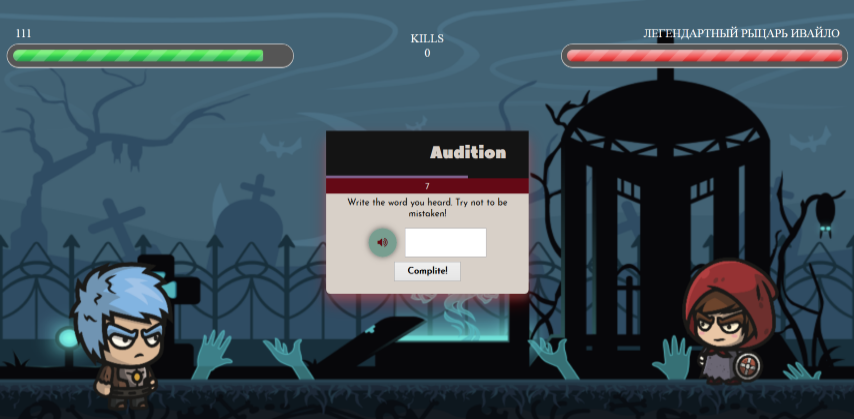 111
KILLS
0
ЛЕГЕНДАРТНЫЙ РЫЦАРЬ ИВАЙЛО
Audition
7
Write the word you heard. Try not to be
mistaken!
Complite!